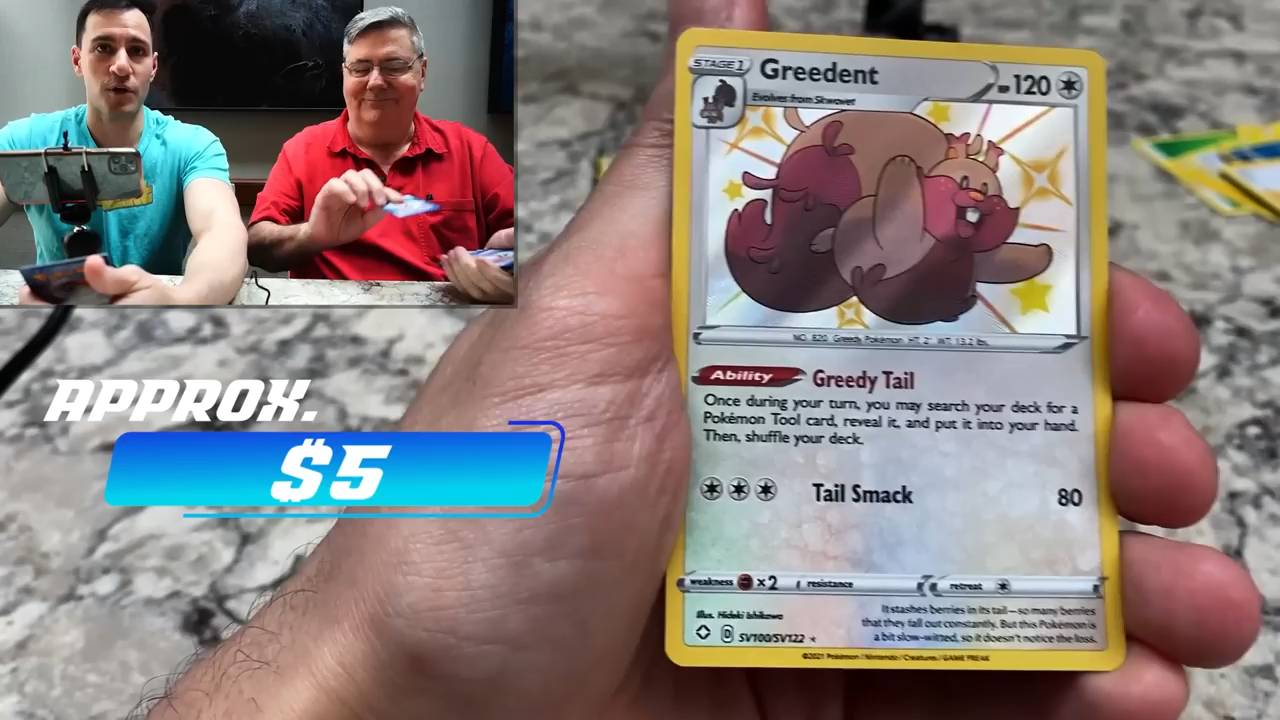 APPROX.
$5
STAGE 1
Greedent
HP 120
Evolves from Skwovet
NO. 820 Greedy Pokémon HT. 2' WT. 13.2 lbs.
Ability
Greedy Tail
Once during your turn, you may search your deck for a
Pokémon Tool card, reveal it, and put it into your hand.
Then, shuffle your deck.
Tail Smack
80
weakness
×2
resistance
retreat
Illus. Hideki Ishikawa
D
SV100/SV122
It stashes berries in its tail—so many berries
that they fall out constantly. But this Pokémon is
a bit slow-witted, so it doesn't notice the loss.
©2021 Pokémon / Nintendo / Creatures / GAME FREAK